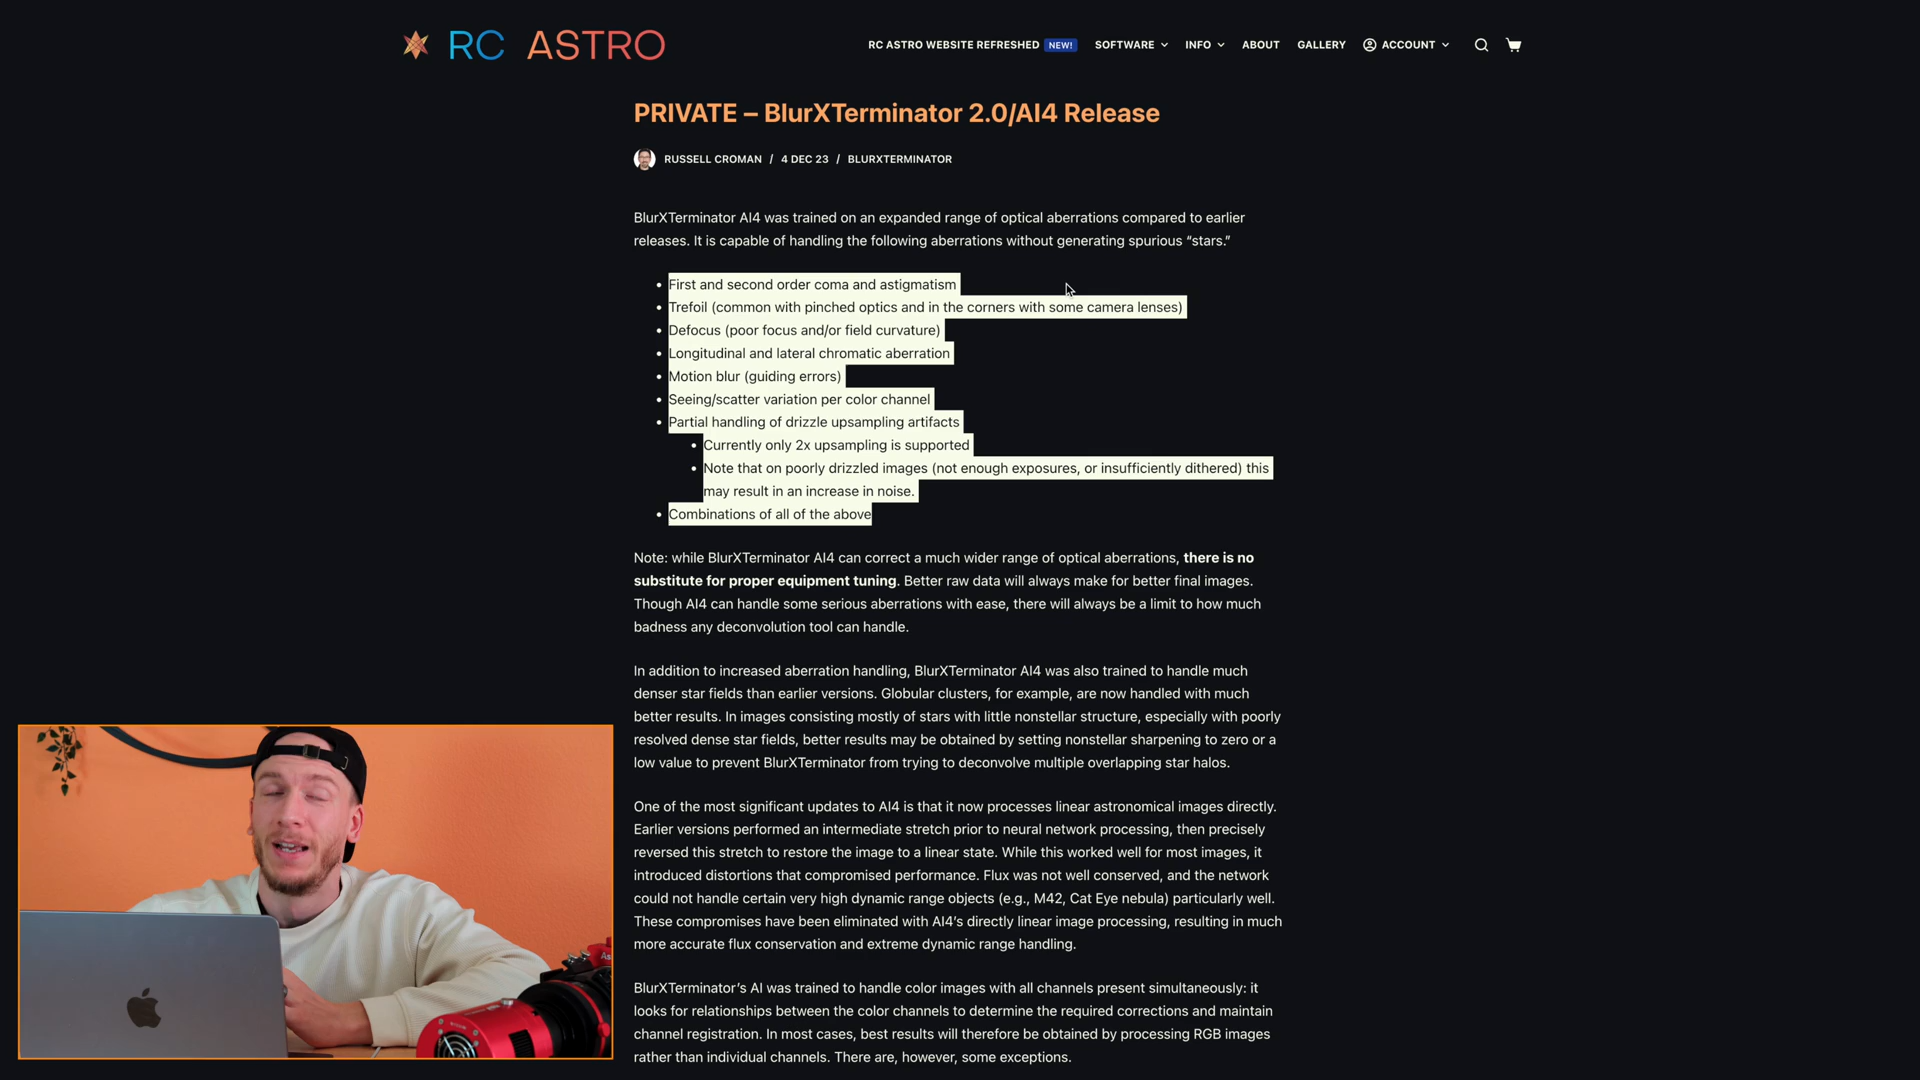 RC ASTRO
RC ASTRO WEBSITE REFRESHED NEW! SOFTWARE INFO ABOUT GALLERY ACCOUNT
PRIVATE – BlurXTerminator 2.0/AI4 Release
RUSSELL CROMAN / 4 DEC 23 / BLURXTERMINATOR
BlurXTerminator AI4 was trained on an expanded range of optical aberrations compared to earlier
releases. It is capable of handling the following aberrations without generating spurious “stars.”
• First and second order coma and astigmatism
• Trefoil (common with pinched optics and in the corners with some camera lenses)
• Defocus (poor focus and/or field curvature)
• Longitudinal and lateral chromatic aberration
• Motion blur (guiding errors)
• Seeing/scatter variation per color channel
• Partial handling of drizzle upsampling artifacts
• Currently only 2x upsampling is supported
• Note that on poorly drizzled images (not enough exposures, or insufficiently dithered) this
may result in an increase in noise.
• Combinations of all of the above
Note: while BlurXTerminator AI4 can correct a much wider range of optical aberrations, there is no
substitute for proper equipment tuning. Better raw data will always make for better final images.
Though AI4 can handle some serious aberrations with ease, there will always be a limit to how much
badness any deconvolution tool can handle.
In addition to increased aberration handling, BlurXTerminator AI4 was also trained to handle much
denser star fields than earlier versions. Globular clusters, for example, are now handled with much
better results. In images consisting mostly of stars with little nonstellar structure, especially with poorly
resolved dense star fields, better results may be obtained by setting nonstellar sharpening to zero or a
low value to prevent BlurXTerminator from trying to deconvolve multiple overlapping star halos.
One of the most significant updates to AI4 is that it now processes linear astronomical images directly.
Earlier versions performed an intermediate stretch prior to neural network processing, then precisely
reversed this stretch to restore the image to a linear state. While this worked well for most images, it
introduced distortions that compromised performance. Flux was not well conserved, and the network
could not handle certain very high dynamic range objects (e.g., M42, Cat Eye nebula) particularly well.
These compromises have been eliminated with AI4’s directly linear image processing, resulting in much
more accurate flux conservation and extreme dynamic range handling.
BlurXTerminator’s AI was trained to handle color images with all channels present simultaneously: it
looks for relationships between the color channels to determine the required corrections and maintain
channel registration. In most cases, best results will therefore be obtained by processing RGB images
rather than individual channels. There are, however, some exceptions.